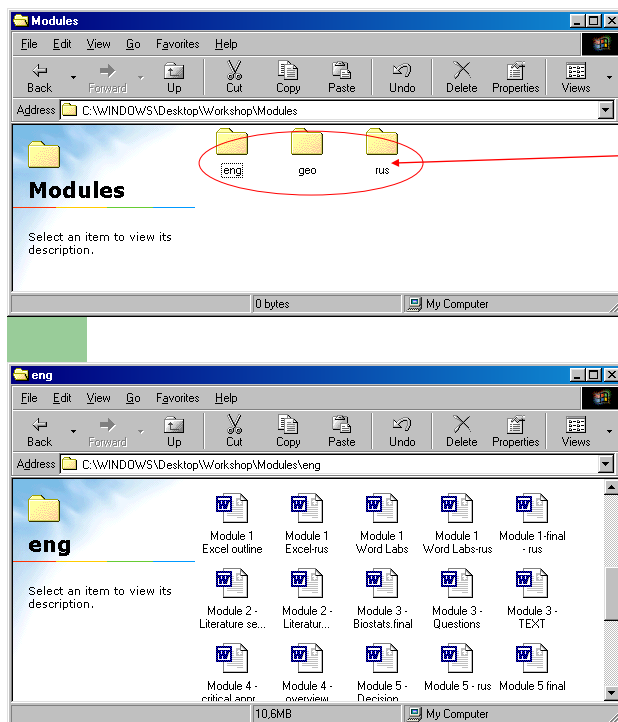 Modules
File Edit View Go Favorites Help
Back Forward Up Cut Copy Paste Undo Delete Properties Views
Address C:\WINDOWS\Desktop\Workshop\Modules
eng geo rus
Modules
Select an item to view its
description.
0 bytes My Computer
eng
File Edit View Go Favorites Help
Back Forward Up Cut Copy Paste Undo Delete Properties Views
Address C:\WINDOWS\Desktop\Workshop\Modules\eng
eng
Select an item to view its
description.
Module 1 Module 1 Module 1 Module 1 Module 1-final
Excel outline Excel-rus Word Labs Word Labs-rus - rus
Module 2 - Module 2 - Module 3 - Module 3 - Module 3 -
Literature se... Literatur... Biostats.final Questions TEXT
Module 4 - Module 4 - Module 5 - Module 5 - rus Module 5 final
critical appr... overview Decision
10,6MB My Computer